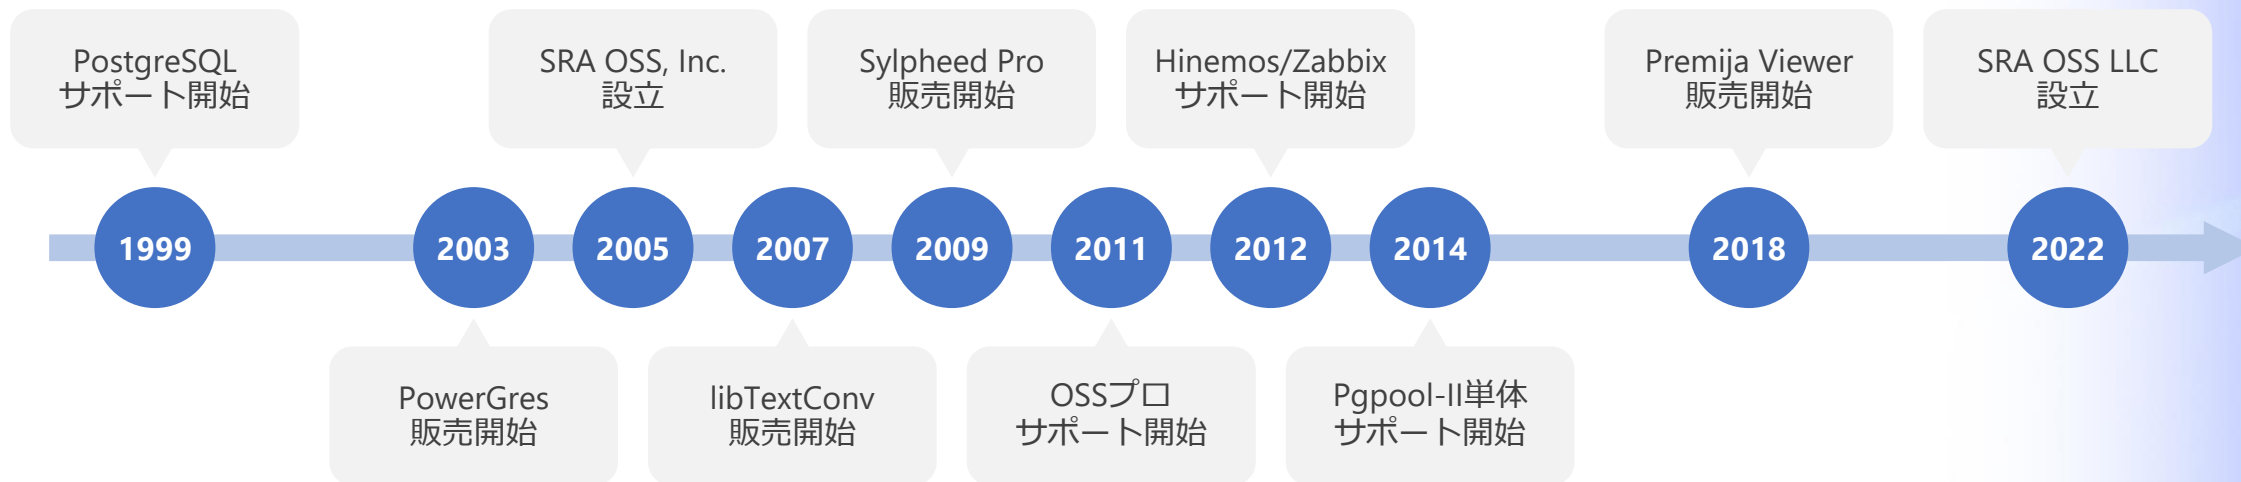 PostgreSQL
サポート開始
SRA OSS, Inc.
設立
Sylpheed Pro
販売開始
Hinemos/Zabbix
サポート開始
Premija Viewer
販売開始
SRA OSS LLC
設立
1999
2003
2005
2007
2009
2011
2012
2014
2018
2022
PowerGres
販売開始
libTextConv
販売開始
OSSプロ
サポート開始
Pgpool-II単体
サポート開始